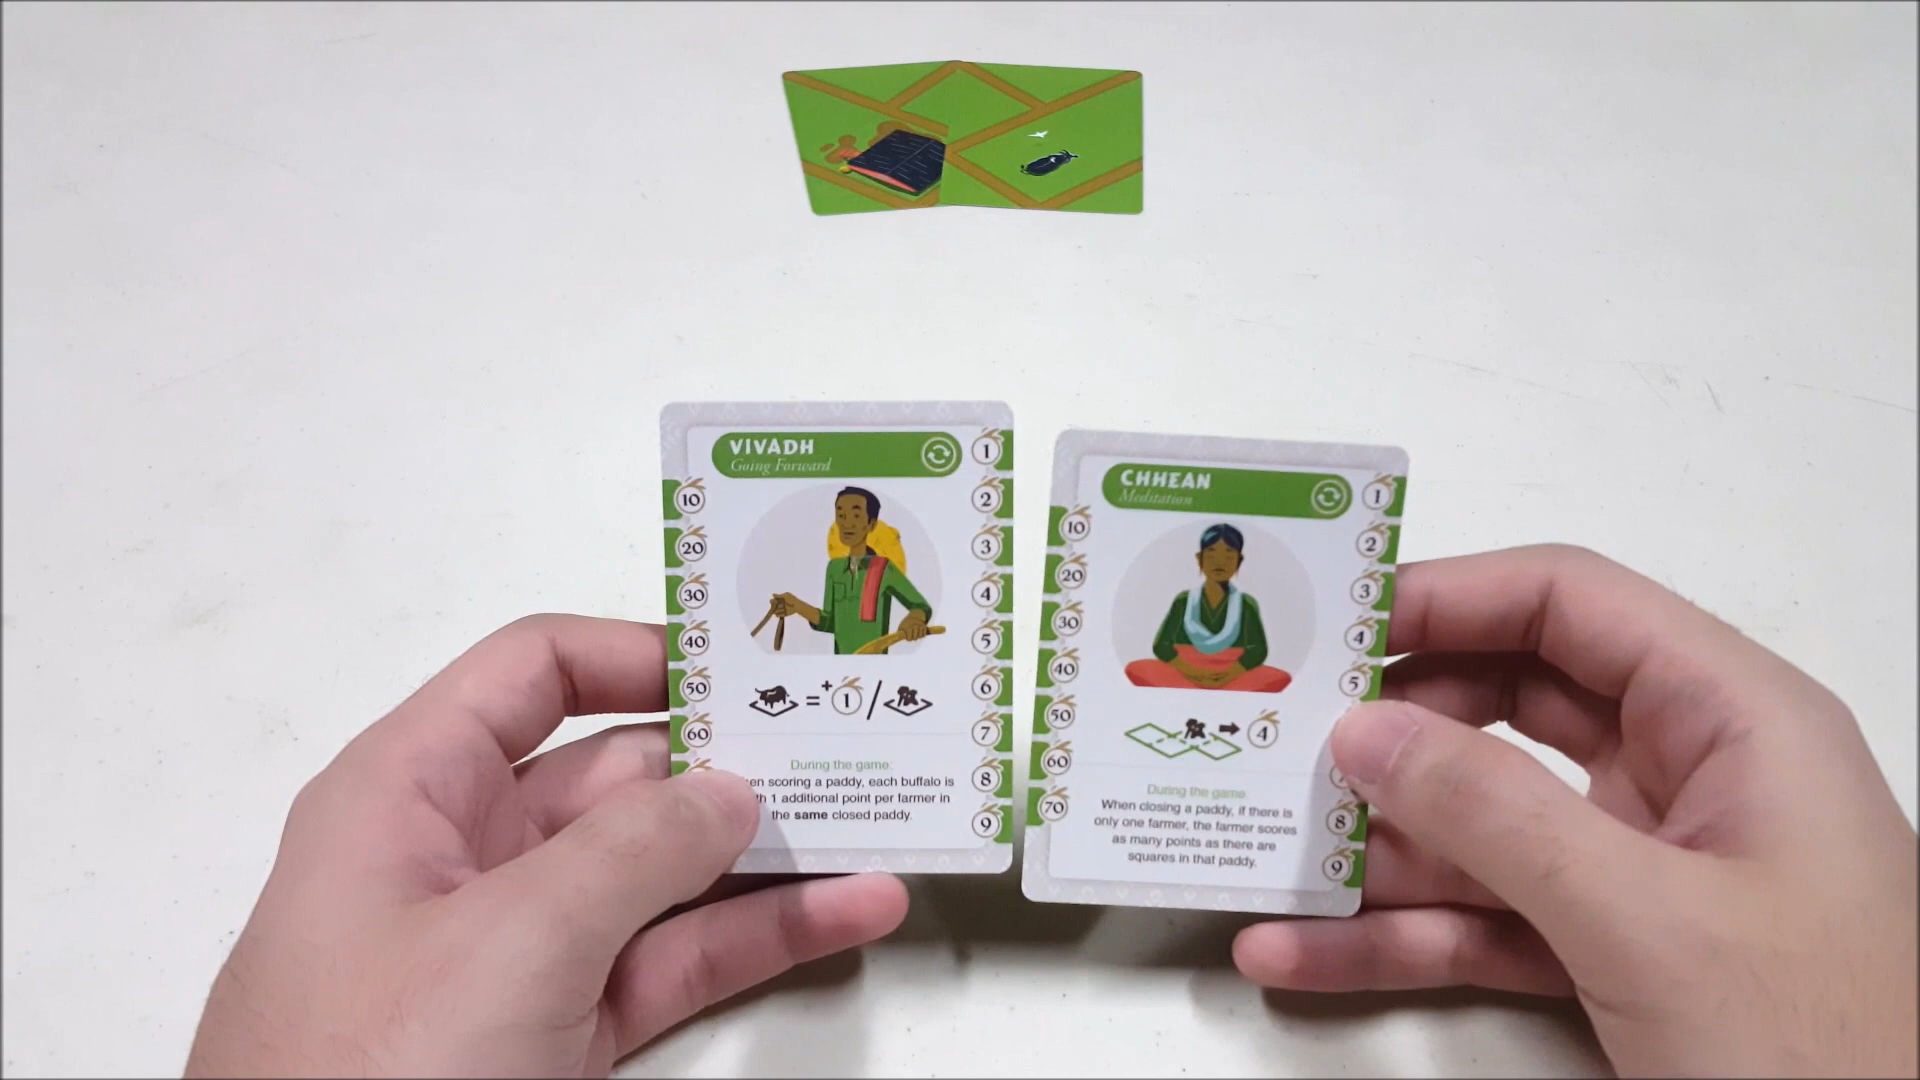 VIVADH
Going Forward
1
2
3
4
5
6
7
8
9
10
20
30
40
50
60
= +1 /
During the game:
scoring a paddy, each buffalo is
1 additional point per farmer in
the same closed paddy.
CHHEAN
Meditation
1
2
3
4
5
8
9
10
20
30
40
50
60
70
4
During the game:
When closing a paddy, if there is
only one farmer, the farmer scores
as many points as there are
squares in that paddy.